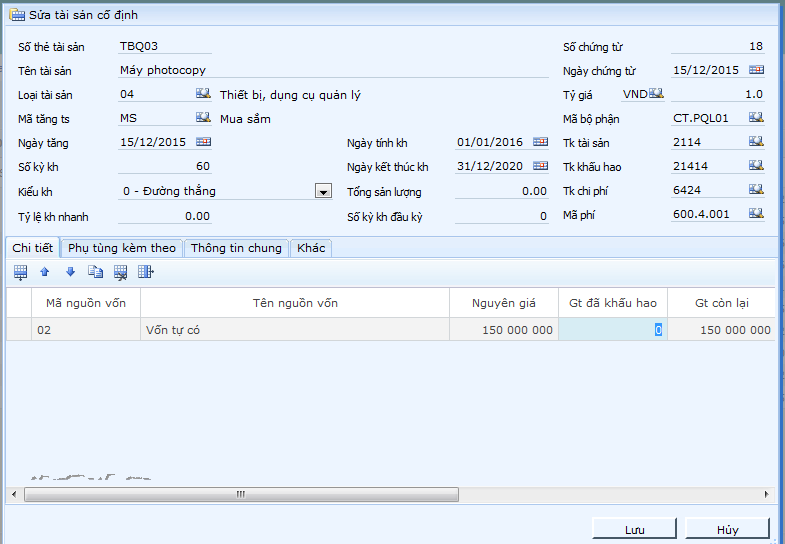 Sửa tài sản cố định
Số thẻ tài sản TBQ03 Số chứng từ 18
Tên tài sản Máy photocopy Ngày chứng từ 15/12/2015
Loại tài sản 04 Thiết bị, dụng cụ quản lý Tỷ giá VND 1.0
Mã tăng ts MS Mua sắm Mã bộ phận CT.PQL01
Ngày tăng 15/12/2015 Ngày tính kh 01/01/2016 Tk tài sản 2114
Số kỳ kh 60 Ngày kết thúc kh 31/12/2020 Tk khấu hao 21414
Kiểu kh 0 - Đường thẳng Tổng sản lượng 0.00 Tk chi phí 6424
Tỷ lệ kh nhanh 0.00 Số kỳ kh đầu kỳ 0 Mã phí 600.4.001
Chi tiết Phụ tùng kèm theo Thông tin chung Khác
Mã nguồn vốn Tên nguồn vốn Nguyên giá Gt đã khấu hao Gt còn lại
02 Vốn tự có 150 000 000 0 150 000 000
Lưu Hủy